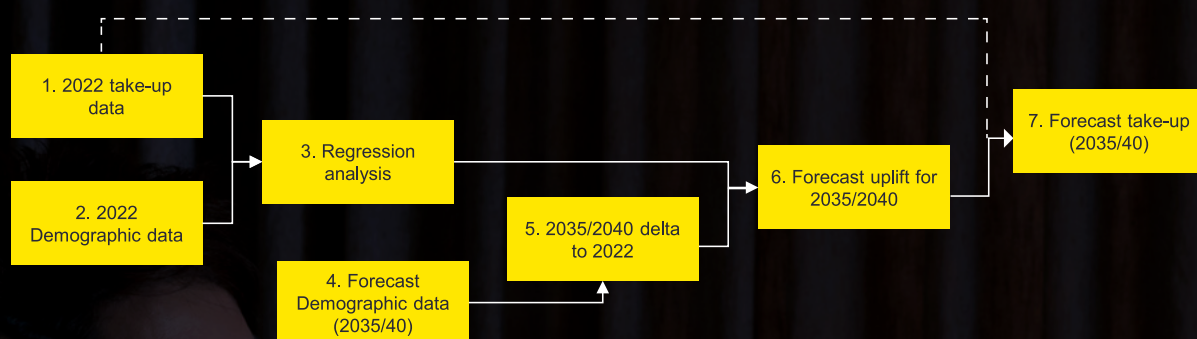 1. 2022 take-up
data
2. 2022
Demographic data
3. Regression
analysis
4. Forecast
Demographic data
(2035/40)
5. 2035/2040 delta
to 2022
6. Forecast uplift for
2035/2040
7. Forecast take-up
(2035/40)